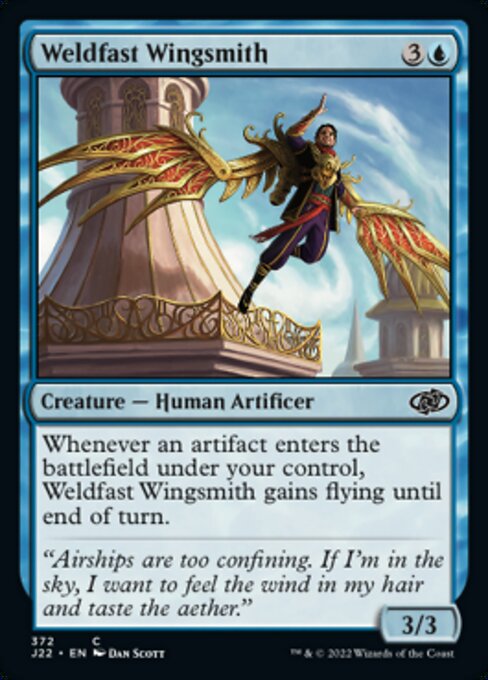 Weldfast Wingsmith 3
Creature — Human Artificer
Whenever an artifact enters the
battlefield under your control,
Weldfast Wingsmith gains flying until
end of turn.
“Airships are too confining. If I’m in the
sky, I want to feel the wind in my hair
and taste the aether.”
3/3
372 C
J22 • EN Dan Scott
™ & © 2022 Wizards of the Coast